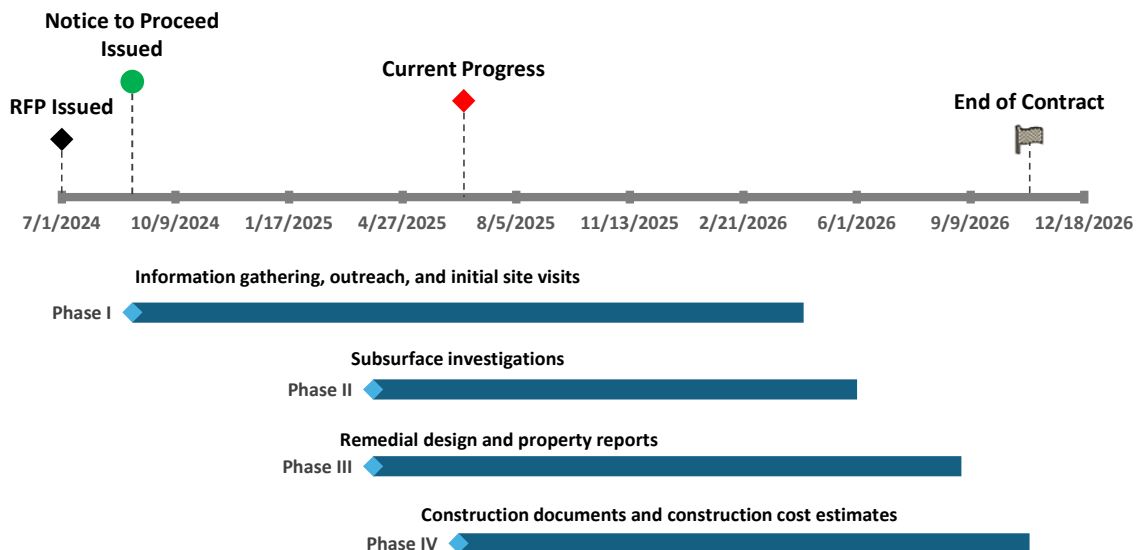 Notice to Proceed
Issued
Current Progress
RFP Issued
End of Contract
7/1/2024 10/9/2024 1/17/2025 4/27/2025 8/5/2025 11/13/2025 2/21/2026 6/1/2026 9/9/2026 12/18/2026
Information gathering, outreach, and initial site visits
Phase I
Subsurface investigations
Phase II
Remedial design and property reports
Phase III
Construction documents and construction cost estimates
Phase IV